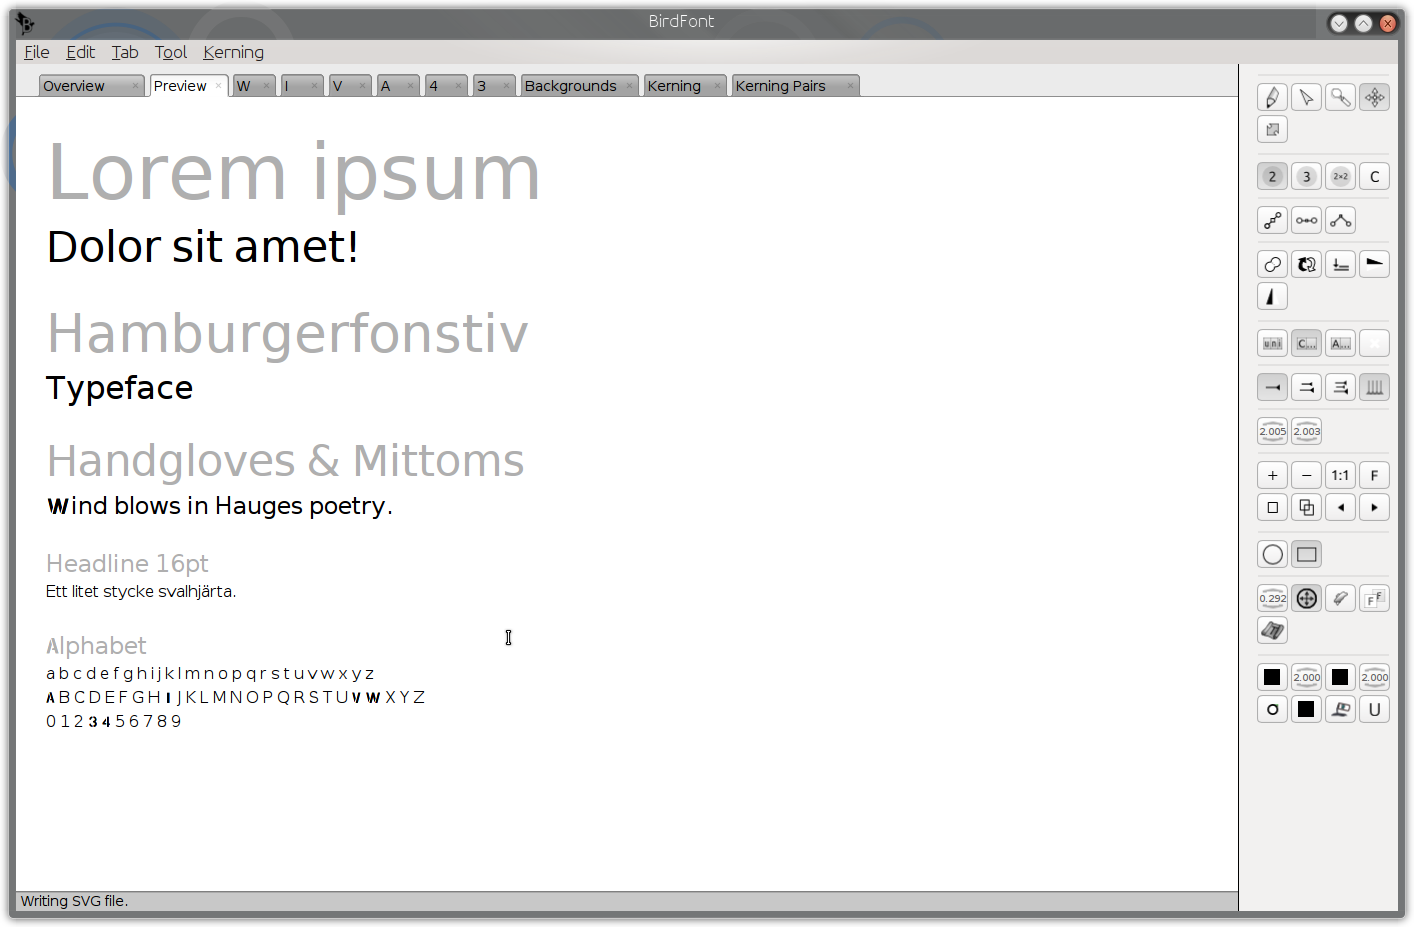 BirdFont
File Edit Tab Tool Kerning
Overview × Preview × W × I × V × A × 4 × 3 × Backgrounds × Kerning × Kerning Pairs ×
Lorem ipsum
Dolor sit amet!
Hamburgerfonstiv
Typeface
Handgloves & Mittoms
Wind blows in Hauges poetry.
Headline 16pt
Ett litet stycke svalhjärta.
Alphabet
a b c d e f g h i j k l m n o p q r s t u v w x y z
A B C D E F G H I J K L M N O P Q R S T U V W X Y Z
0 1 2 3 4 5 6 7 8 9
2 3 2×2 C
uni C... A...
2.005 2.003
+ − 1:1 F
0.292 F F
2.000 2.000
U
Writing SVG file.